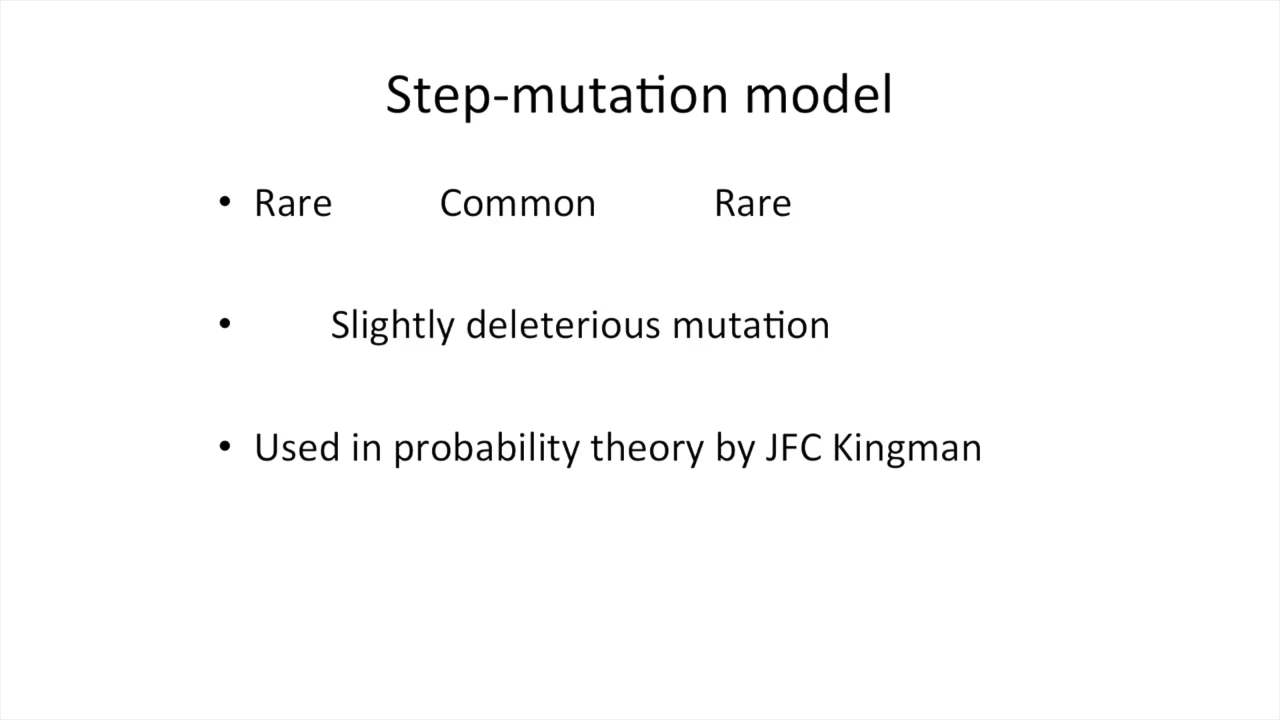 Step-mutation model
• Rare Common Rare
• Slightly deleterious mutation
• Used in probability theory by JFC Kingman